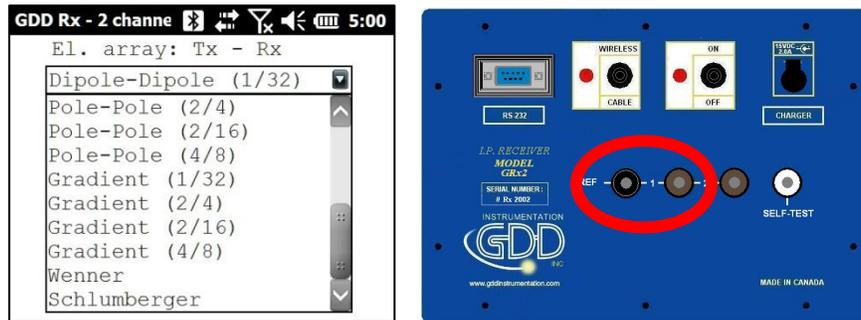 GDD Rx - 2 channe 5:00
El. array: Tx - Rx
Dipole-Dipole (1/32)
Pole-Pole (2/4)
Pole-Pole (2/16)
Pole-Pole (4/8)
Gradient (1/32)
Gradient (2/4)
Gradient (2/16)
Gradient (4/8)
Wenner
Schlumberger
RS 232
WIRELESS
CABLE
ON
OFF
15VDC
2.0A
CHARGER
I.P. RECEIVER
MODEL
GRx2
SERIAL NUMBER :
# Rx 2002
REF 1 2
SELF-TEST
INSTRUMENTATION
GDD
INC
www.gddinstrumentation.com
MADE IN CANADA